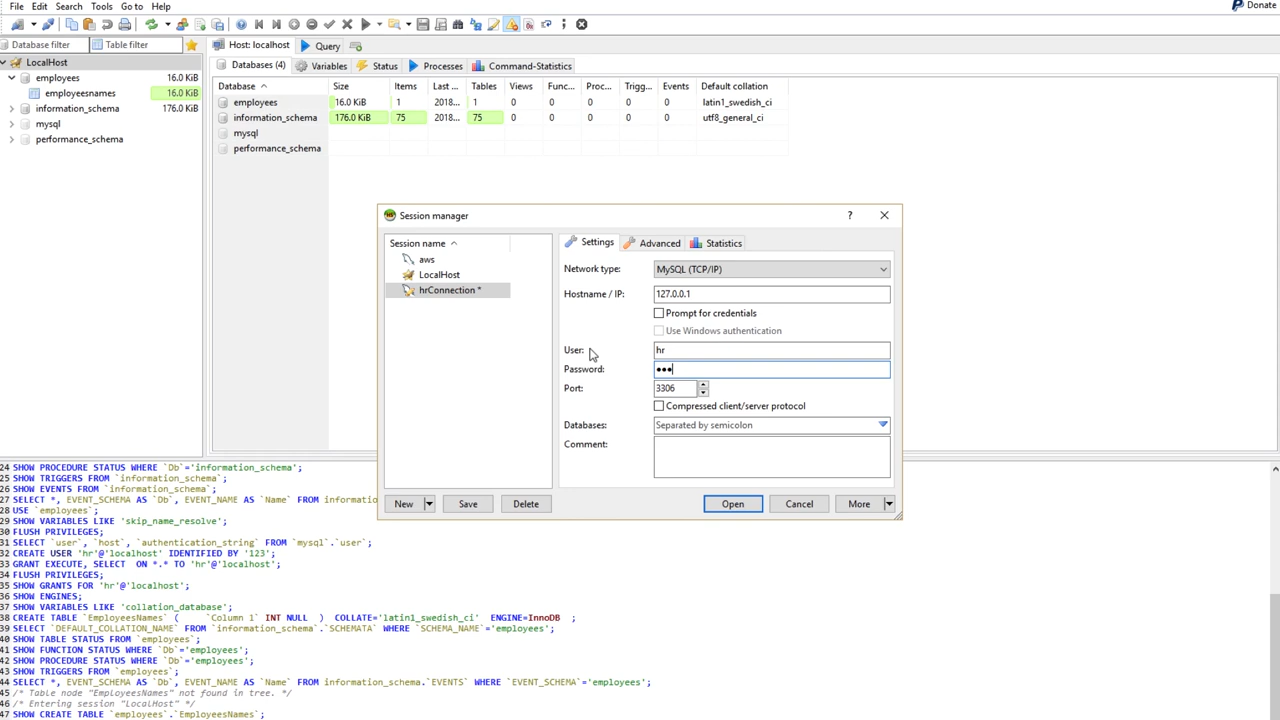 File Edit Search Tools Go to Help Donate
Database filter Table filter Host: localhost Query
LocalHost
employees 16.0 KiB
employeesnames 16.0 KiB
information_schema 176.0 KiB
mysql
performance_schema
Databases (4) Variables Status Processes Command-Statistics
Database Size Items Last ... Tables Views Func... Proc... Trigg... Events Default collation
employees 16.0 KiB 1 2018... 1 0 0 0 0 0 latin1_swedish_ci
information_schema 176.0 KiB 75 2018... 75 0 0 0 0 0 utf8_general_ci
mysql
performance_schema
Session manager ?
Session name
aws
LocalHost
hrConnection *
Settings Advanced Statistics
Network type: MySQL (TCP/IP)
Hostname / IP: 127.0.0.1
Prompt for credentials
Use Windows authentication
User: hr
Password: •••
Port: 3306
Compressed client/server protocol
Databases: Separated by semicolon
Comment:
New Save Delete Open Cancel More
24 SHOW PROCEDURE STATUS WHERE `Db`='information_schema';
25 SHOW TRIGGERS FROM `information_schema`;
26 SHOW EVENTS FROM `information_schema`;
27 SELECT *, EVENT_SCHEMA AS `Db`, EVENT_NAME AS `Name` FROM informatio
28 USE `employees`;
29 SHOW VARIABLES LIKE 'skip_name_resolve';
30 FLUSH PRIVILEGES;
31 SELECT `user`, `host`, `authentication_string` FROM `mysql`.`user`;
32 CREATE USER 'hr'@'localhost' IDENTIFIED BY '123';
33 GRANT EXECUTE, SELECT ON *.* TO 'hr'@'localhost';
34 FLUSH PRIVILEGES;
35 SHOW GRANTS FOR 'hr'@'localhost';
36 SHOW ENGINES;
37 SHOW VARIABLES LIKE 'collation_database';
38 CREATE TABLE `EmployeesNames` ( `Column 1` INT NULL ) COLLATE='latin1_swedish_ci' ENGINE=InnoDB ;
39 SELECT `DEFAULT_COLLATION_NAME` FROM `information_schema`.`SCHEMATA` WHERE `SCHEMA_NAME`='employees';
40 SHOW TABLE STATUS FROM `employees`;
41 SHOW FUNCTION STATUS WHERE `Db`='employees';
42 SHOW PROCEDURE STATUS WHERE `Db`='employees';
43 SHOW TRIGGERS FROM `employees`;
44 SELECT *, EVENT_SCHEMA AS `Db`, EVENT_NAME AS `Name` FROM information_schema.`EVENTS` WHERE `EVENT_SCHEMA`='employees';
45 /* Table node "EmployeesNames" not found in tree. */
46 /* Entering session "LocalHost" */
47 SHOW CREATE TABLE `employees`.`EmployeesNames`;